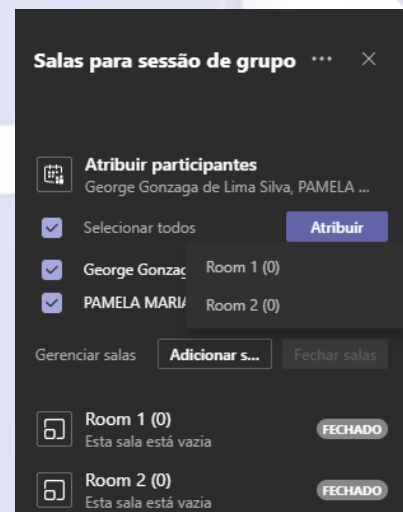 Salas para sessão de grupo ...
Atribuir participantes
George Gonzaga de Lima Silva, PAMELA ...
Selecionar todos Atribuir
George Gonzag Room 1 (0)
PAMELA MARIA Room 2 (0)
Gerenciar salas Adicionar s... Fechar salas
Room 1 (0)
Esta sala está vazia FECHADO
Room 2 (0)
Esta sala está vazia FECHADO